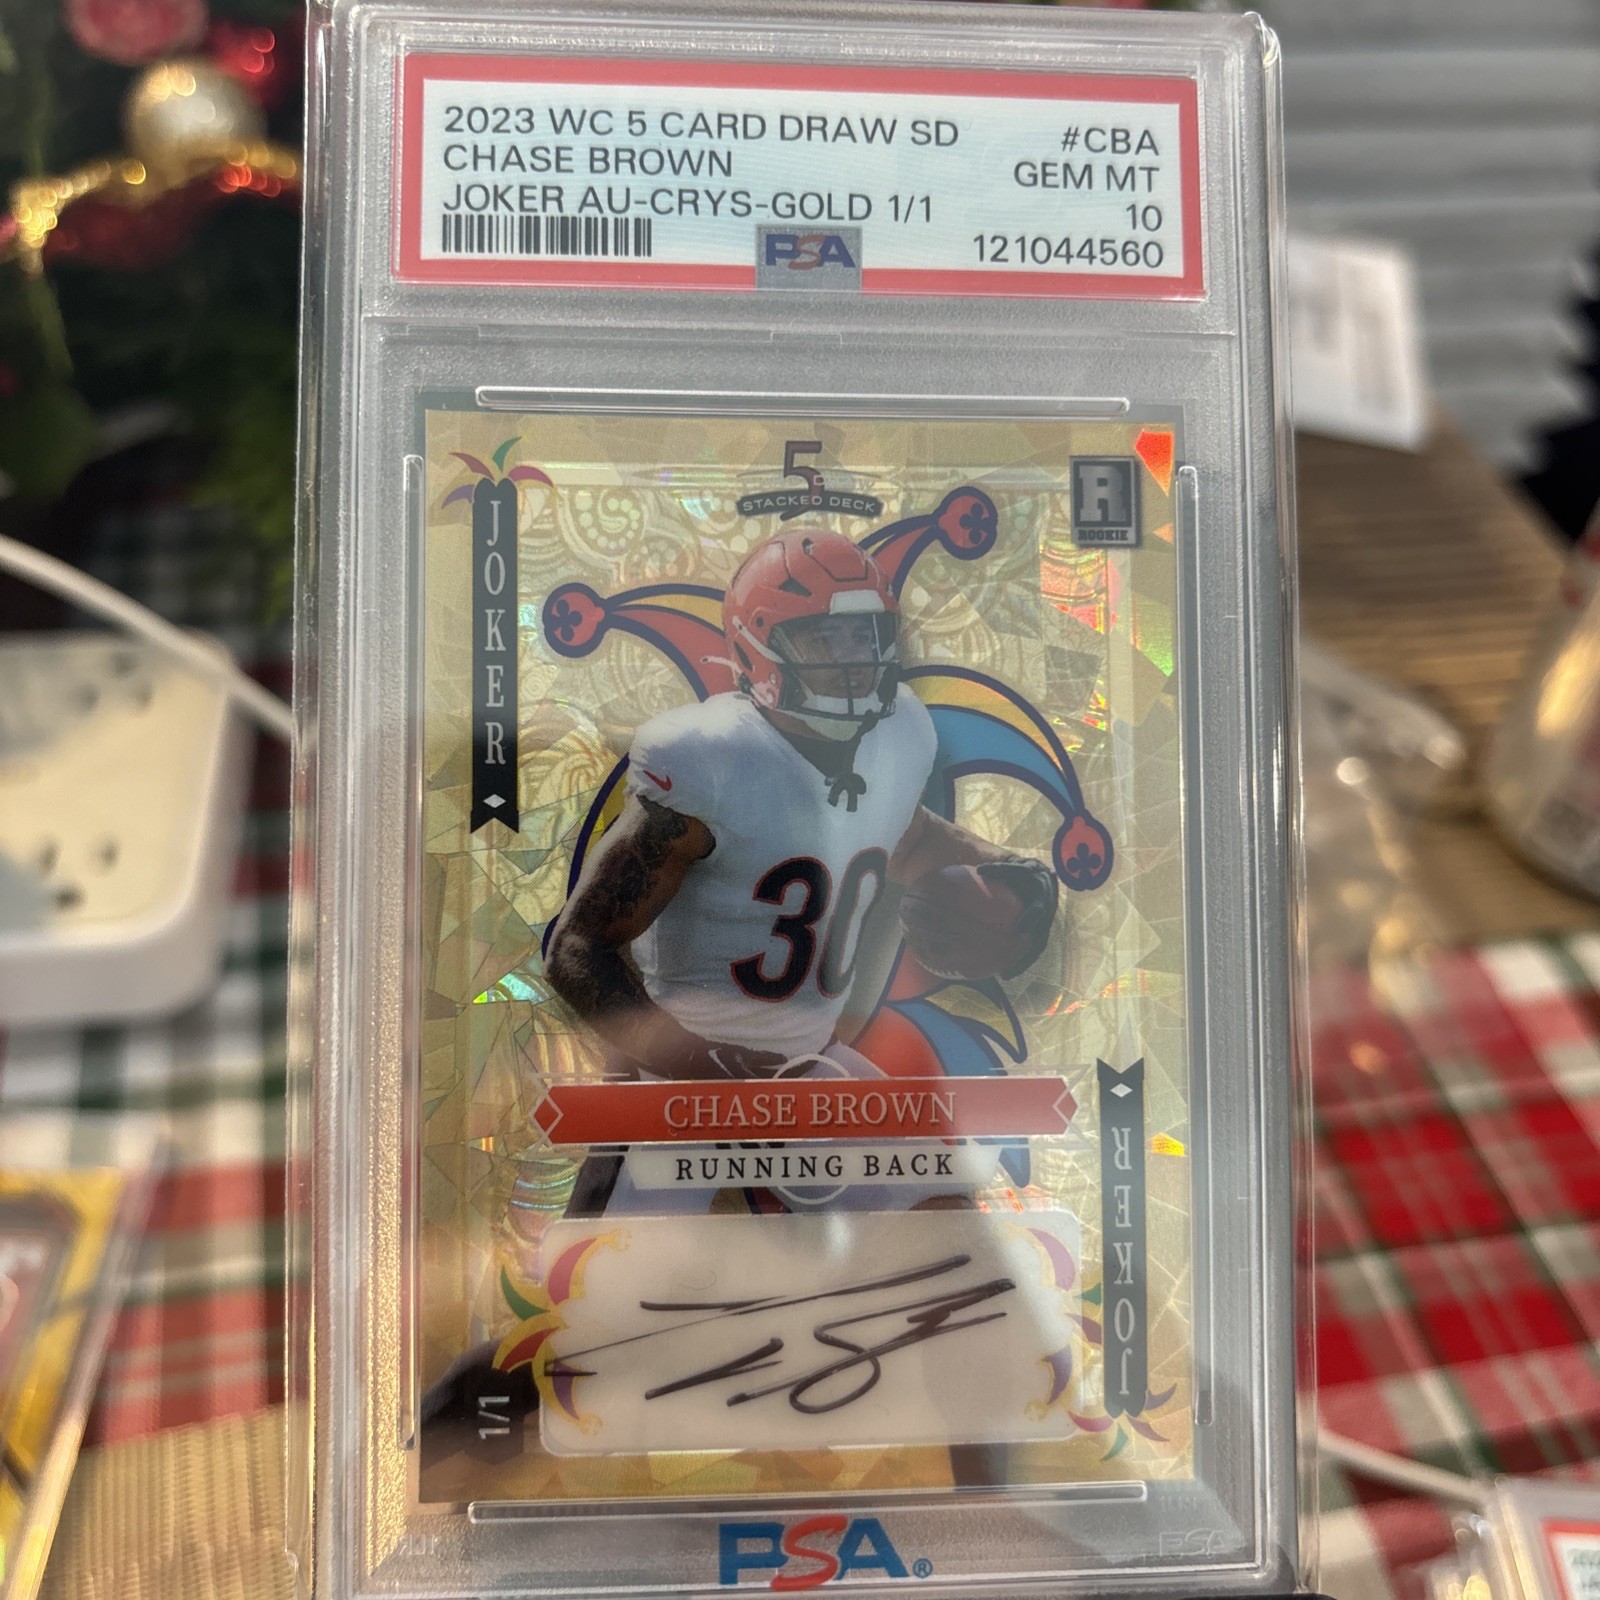 2023 WC 5 CARD DRAW SD #CBA
CHASE BROWN GEM MT
JOKER AU-CRYS-GOLD 1/1 10
PSA 121044560
5
STACKED DECK
R
ROOKIE
JOKER
30
CHASE BROWN
RUNNING BACK
JOKER
1/1
PSA®
PSA